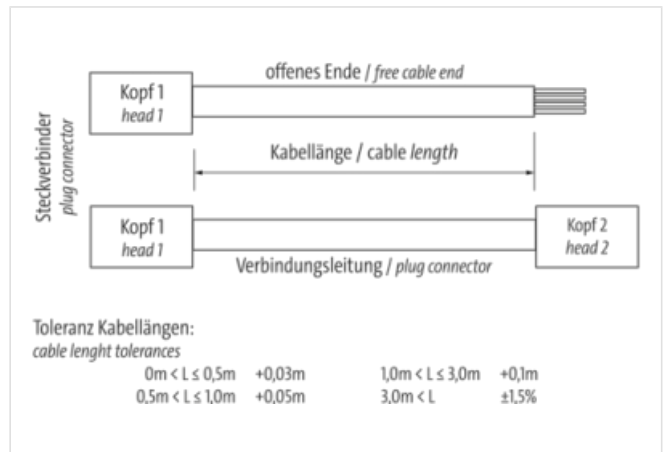 offenes Ende / free cable end
Kopf 1
head 1
Steckverbinder
plug connector
Kabellänge / cable length
Kopf 1
head 1
Kopf 2
head 2
Verbindungsleitung / plug connector
Toleranz Kabellängen:
cable lenght tolerances
0m < L ≤ 0,5m +0,03m 1,0m < L ≤ 3,0m +0,1m
0,5m < L ≤ 1,0m +0,05m 3,0m < L ±1,5%